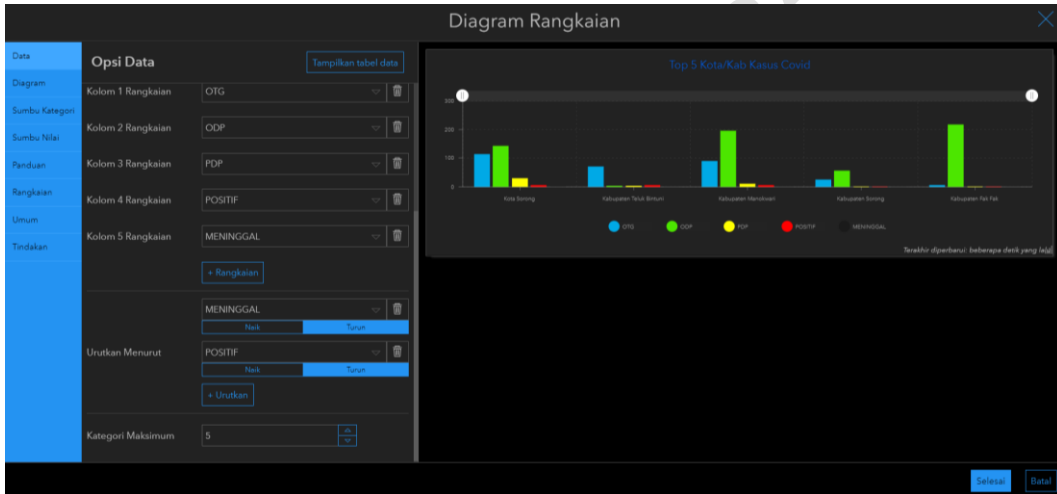 Diagram Rangkaian
Data
Diagram
Sumbu Kategori
Sumbu Nilai
Panduan
Rangkaian
Umum
Tindakan
Opsi Data
Tampilkan tabel data
Kolom 1 Rangkaian OTG
Kolom 2 Rangkaian ODP
Kolom 3 Rangkaian PDP
Kolom 4 Rangkaian POSITIF
Kolom 5 Rangkaian MENINGGAL
+ Rangkaian
MENINGGAL
Naik Turun
Urutkan Menurut POSITIF
Naik Turun
+ Urutkan
Kategori Maksimum 5
Top 5 Kota/Kab Kasus Covid
300
200
100
0
Kota Sorong Kabupaten Teluk Bintuni Kabupaten Manokwari Kabupaten Sorong Kabupaten Fak Fak
OTG ODP PDP POSITIF MENINGGAL
Terakhir diperbarui: beberapa detik yang lalu
Selesai Batal